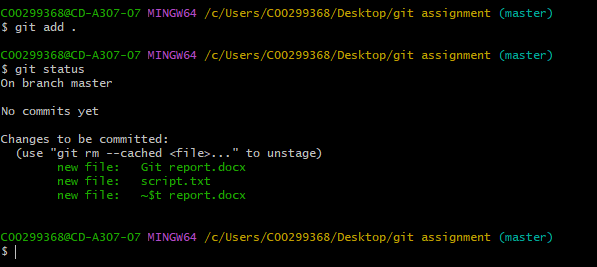 C00299368@CD-A307-07 MINGW64 /c/Users/C00299368/Desktop/git assignment (master)
$ git add .
C00299368@CD-A307-07 MINGW64 /c/Users/C00299368/Desktop/git assignment (master)
$ git status
On branch master
No commits yet
Changes to be committed:
  (use "git rm --cached <file>..." to unstage)
        new file:   Git report.docx
        new file:   script.txt
        new file:   ~$t report.docx
C00299368@CD-A307-07 MINGW64 /c/Users/C00299368/Desktop/git assignment (master)
$